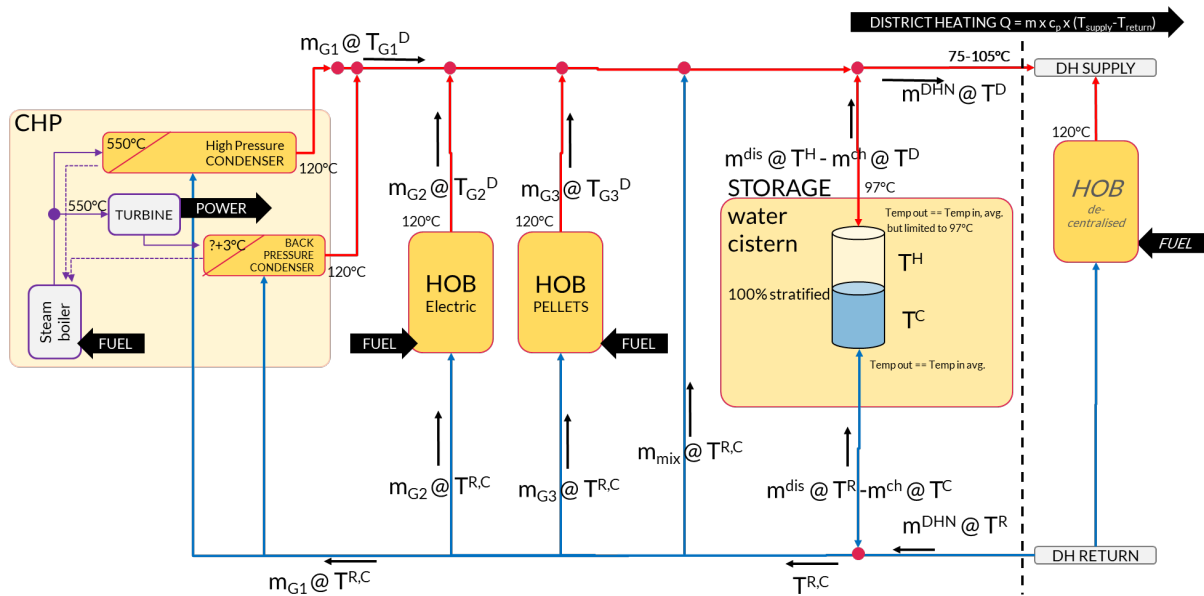 DISTRICT HEATING Q = m x cp x (Tsupply-Treturn)
mG1 @ TG1D
75-105°C
DH SUPPLY
mDHN @ TD
CHP
550°C
High Pressure
CONDENSER
120°C
550°C
TURBINE
POWER
?+3°C
BACK
PRESSURE
CONDENSER
120°C
Steam
boiler
FUEL
mG2 @ TG2D
120°C
HOB
Electric
FUEL
mG3 @ TG3D
120°C
HOB
PELLETS
FUEL
mdis @ TH - mch @ TD
STORAGE
97°C
water
cistern
Temp out == Temp in, avg.
but limited to 97°C
TH
100% stratified
TC
Temp out == Temp in avg.
120°C
HOB
de-
centralised
FUEL
mG2 @ TR,C
mG3 @ TR,C
mmix @ TR,C
mdis @ TR -mch @ TC
mDHN @ TR
DH RETURN
mG1 @ TR,C
TR,C